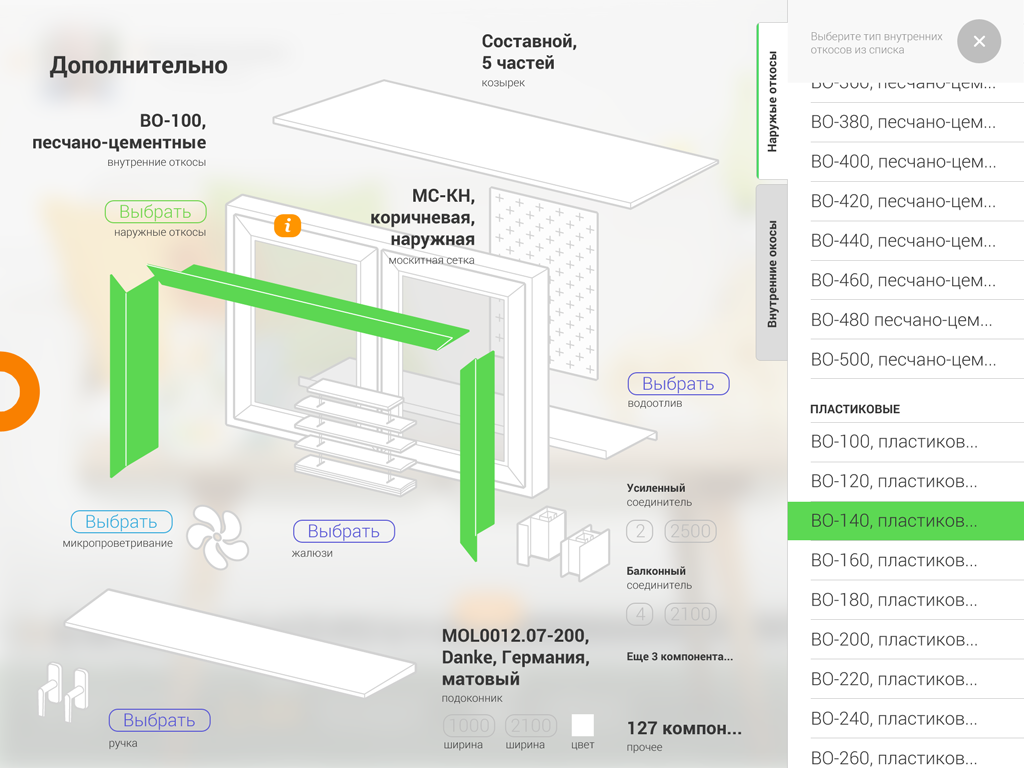 Дополнительно
Составной,
5 частей
козырек
ВО-100,
песчано-цементные
внутренние откосы
Выбрать
наружные откосы
i
МС-КН,
коричневая,
наружная
москитная сетка
Выбрать
водоотлив
Усиленный
соединитель
2 2500
Балконный
соединитель
4 2100
Еще 3 компонента...
127 компон...
прочее
Выбрать
микропроветривание
Выбрать
жалюзи
MOL0012.07-200,
Danke, Германия,
матовый
подоконник
1000 2100
ширина ширина цвет
Выбрать
ручка
Наружые откосы
Внутренние окосы
Выберите тип внутренних
откосов из списка
ВО-380, песчано-цем...
ВО-400, песчано-цем...
ВО-420, песчано-цем...
ВО-440, песчано-цем...
ВО-460, песчано-цем...
ВО-480 песчано-цем...
ВО-500, песчано-цем...
ПЛАСТИКОВЫЕ
ВО-100, пластиков...
ВО-120, пластиков...
ВО-140, пластиков...
ВО-160, пластиков...
ВО-180, пластиков...
ВО-200, пластиков...
ВО-220, пластиков...
ВО-240, пластиков...
ВО-260, пластиков...